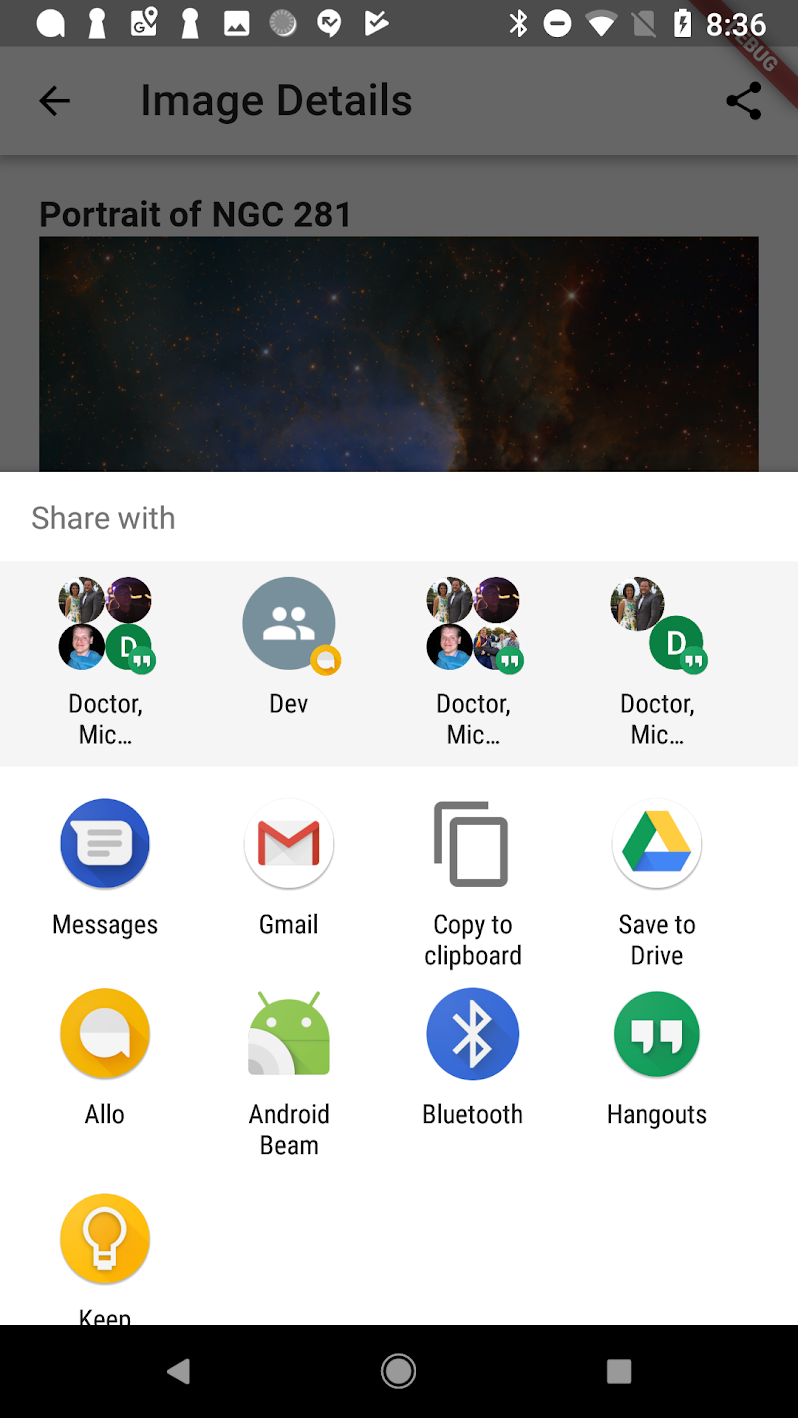 8:36
Image Details
Portrait of NGC 281
Share with
D
D
Doctor,
Mic...
Dev
Doctor,
Mic...
Doctor,
Mic...
Messages
Gmail
Copy to
clipboard
Save to
Drive
Allo
Android
Beam
Bluetooth
Hangouts
Keep